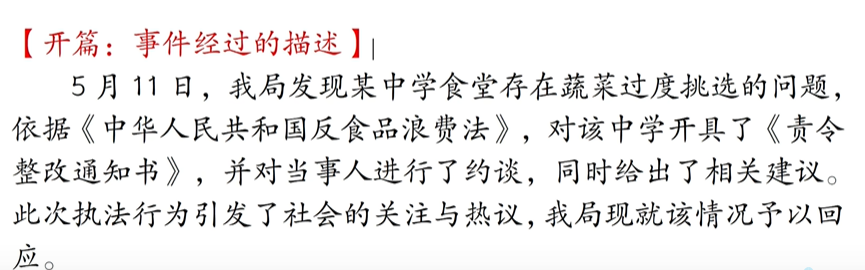 【开篇：事件经过的描述】
5月11日，我局发现某中学食堂存在蔬菜过度挑选的问题，
依据《中华人民共和国反食品浪费法》，对该中学开具了《责令
整改通知书》，并对当事人进行了约谈，同时给出了相关建议。
此次执法行为引发了社会的关注与热议，我局现就该情况予以回
应。